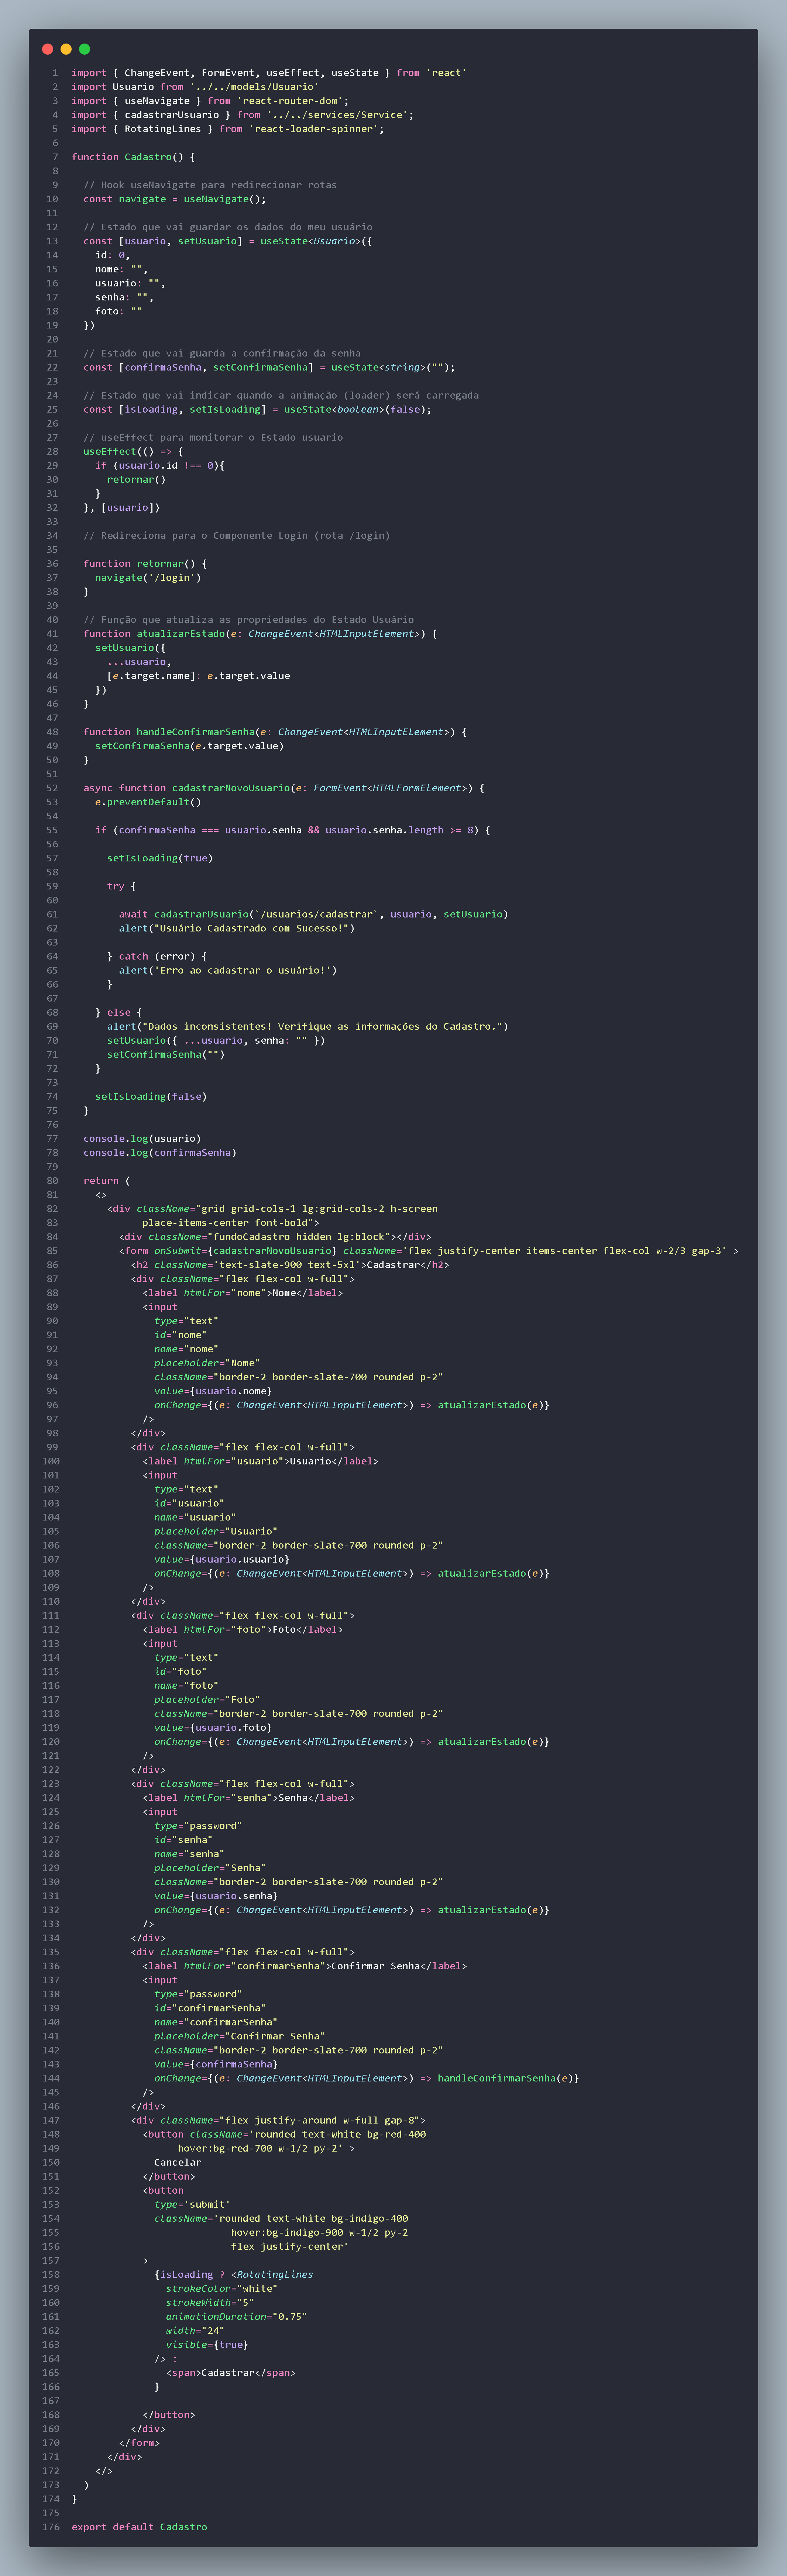 1 import { ChangeEvent, FormEvent, useEffect, useState } from 'react'
2 import Usuario from '../../models/Usuario'
3 import { useNavigate } from 'react-router-dom';
4 import { cadastrarUsuario } from '../../services/Service';
5 import { RotatingLines } from 'react-loader-spinner';
6
7 function Cadastro() {
8
9   // Hook useNavigate para redirecionar rotas
10   const navigate = useNavigate();
11
12   // Estado que vai guardar os dados do meu usuário
13   const [usuario, setUsuario] = useState<Usuario>({
14     id: 0,
15     nome: "",
16     usuario: "",
17     senha: "",
18     foto: ""
19   })
20
21   // Estado que vai guarda a confirmação da senha
22   const [confirmaSenha, setConfirmaSenha] = useState<string>("");
23
24   // Estado que vai indicar quando a animação (loader) será carregada
25   const [isLoading, setIsLoading] = useState<boolean>(false);
26
27   // useEffect para monitorar o Estado usuario
28   useEffect(() => {
29     if (usuario.id !== 0){
30       retornar()
31     }
32   }, [usuario])
33
34   // Redireciona para o Componente Login (rota /login)
35
36   function retornar() {
37     navigate('/login')
38   }
39
40   // Função que atualiza as propriedades do Estado Usuário
41   function atualizarEstado(e: ChangeEvent<HTMLInputElement>) {
42     setUsuario({
43       ...usuario,
44       [e.target.name]: e.target.value
45     })
46   }
47
48   function handleConfirmarSenha(e: ChangeEvent<HTMLInputElement>) {
49     setConfirmaSenha(e.target.value)
50   }
51
52   async function cadastrarNovoUsuario(e: FormEvent<HTMLFormElement>) {
53     e.preventDefault()
54
55     if (confirmaSenha === usuario.senha && usuario.senha.length >= 8) {
56
57       setIsLoading(true)
58
59       try {
60
61         await cadastrarUsuario(`/usuarios/cadastrar`, usuario, setUsuario)
62         alert("Usuário Cadastrado com Sucesso!")
63
64       } catch (error) {
65         alert('Erro ao cadastrar o usuário!')
66       }
67
68     } else {
69       alert("Dados inconsistentes! Verifique as informações do Cadastro.")
70       setUsuario({ ...usuario, senha: "" })
71       setConfirmaSenha("")
72     }
73
74     setIsLoading(false)
75   }
76
77   console.log(usuario)
78   console.log(confirmaSenha)
79
80   return (
81     <>
82       <div className="grid grid-cols-1 lg:grid-cols-2 h-screen
83             place-items-center font-bold">
84         <div className="fundoCadastro hidden lg:block"></div>
85         <form onSubmit={cadastrarNovoUsuario} className='flex justify-center items-center flex-col w-2/3 gap-3' >
86           <h2 className='text-slate-900 text-5xl'>Cadastrar</h2>
87           <div className="flex flex-col w-full">
88             <label htmlFor="nome">Nome</label>
89             <input
90               type="text"
91               id="nome"
92               name="nome"
93               placeholder="Nome"
94               className="border-2 border-slate-700 rounded p-2"
95               value={usuario.nome}
96               onChange={(e: ChangeEvent<HTMLInputElement>) => atualizarEstado(e)}
97             />
98           </div>
99           <div className="flex flex-col w-full">
100             <label htmlFor="usuario">Usuario</label>
101             <input
102               type="text"
103               id="usuario"
104               name="usuario"
105               placeholder="Usuario"
106               className="border-2 border-slate-700 rounded p-2"
107               value={usuario.usuario}
108               onChange={(e: ChangeEvent<HTMLInputElement>) => atualizarEstado(e)}
109             />
110           </div>
111           <div className="flex flex-col w-full">
112             <label htmlFor="foto">Foto</label>
113             <input
114               type="text"
115               id="foto"
116               name="foto"
117               placeholder="Foto"
118               className="border-2 border-slate-700 rounded p-2"
119               value={usuario.foto}
120               onChange={(e: ChangeEvent<HTMLInputElement>) => atualizarEstado(e)}
121             />
122           </div>
123           <div className="flex flex-col w-full">
124             <label htmlFor="senha">Senha</label>
125             <input
126               type="password"
127               id="senha"
128               name="senha"
129               placeholder="Senha"
130               className="border-2 border-slate-700 rounded p-2"
131               value={usuario.senha}
132               onChange={(e: ChangeEvent<HTMLInputElement>) => atualizarEstado(e)}
133             />
134           </div>
135           <div className="flex flex-col w-full">
136             <label htmlFor="confirmarSenha">Confirmar Senha</label>
137             <input
138               type="password"
139               id="confirmarSenha"
140               name="confirmarSenha"
141               placeholder="Confirmar Senha"
142               className="border-2 border-slate-700 rounded p-2"
143               value={confirmaSenha}
144               onChange={(e: ChangeEvent<HTMLInputElement>) => handleConfirmarSenha(e)}
145             />
146           </div>
147           <div className="flex justify-around w-full gap-8">
148             <button className='rounded text-white bg-red-400
149                   hover:bg-red-700 w-1/2 py-2' >
150               Cancelar
151             </button>
152             <button
153               type='submit'
154               className='rounded text-white bg-indigo-400
155                            hover:bg-indigo-900 w-1/2 py-2
156                            flex justify-center'
157             >
158               {isLoading ? <RotatingLines
159                 strokeColor="white"
160                 strokeWidth="5"
161                 animationDuration="0.75"
162                 width="24"
163                 visible={true}
164               /> :
165                 <span>Cadastrar</span>
166               }
167
168             </button>
169           </div>
170         </form>
171       </div>
172     </>
173   )
174 }
175
176 export default Cadastro